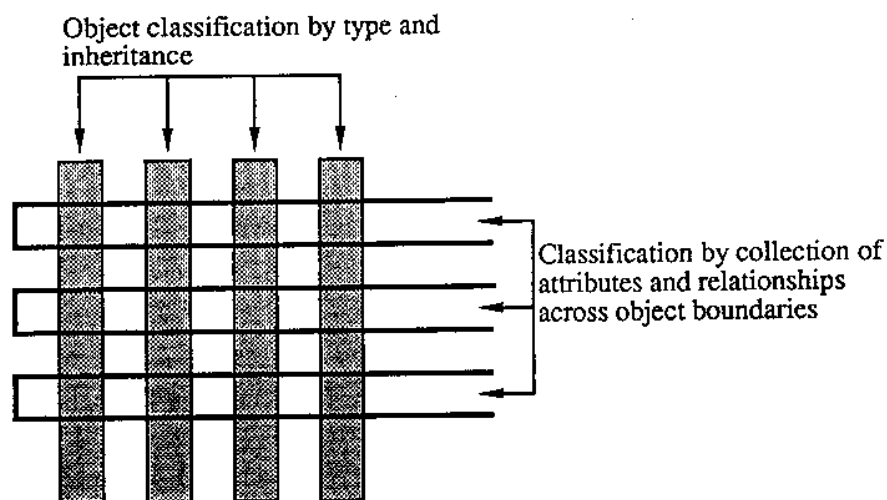 Object classification by type and
inheritance
Classification by collection of
attributes and relationships
across object boundaries